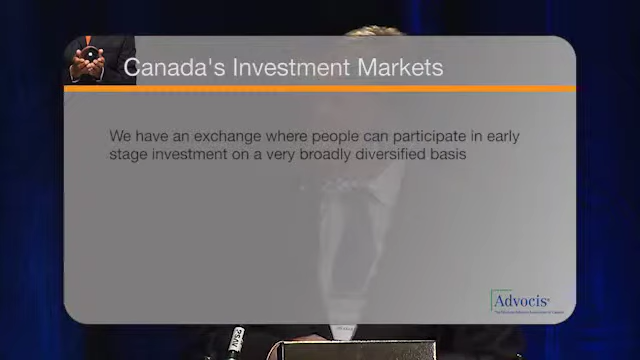 Canada's Investment Markets
We have an exchange where people can participate in early
stage investment on a very broadly diversified basis
Advocis